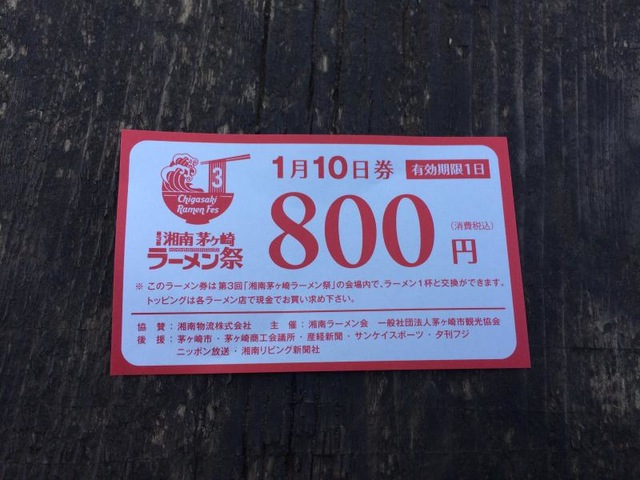 3
Chigasaki
Ramen Fes
1月10日券 有効期限1日
湘南 茅ヶ崎
ラーメン祭
800円 (消費税込)
※ このラーメン券は第3回「湘南茅ヶ崎ラーメン祭」の会場内で、ラーメン1杯と交換ができます。
トッピングは各ラーメン店で現金でお買い求め下さい。
協 賛：湘南物流株式会社 主 催：湘南ラーメン会 一般社団法人茅ヶ崎市観光協会
後 援：茅ヶ崎市・茅ヶ崎商工会議所・産経新聞・サンケイスポーツ・夕刊フジ
ニッポン放送・湘南リビング新聞社